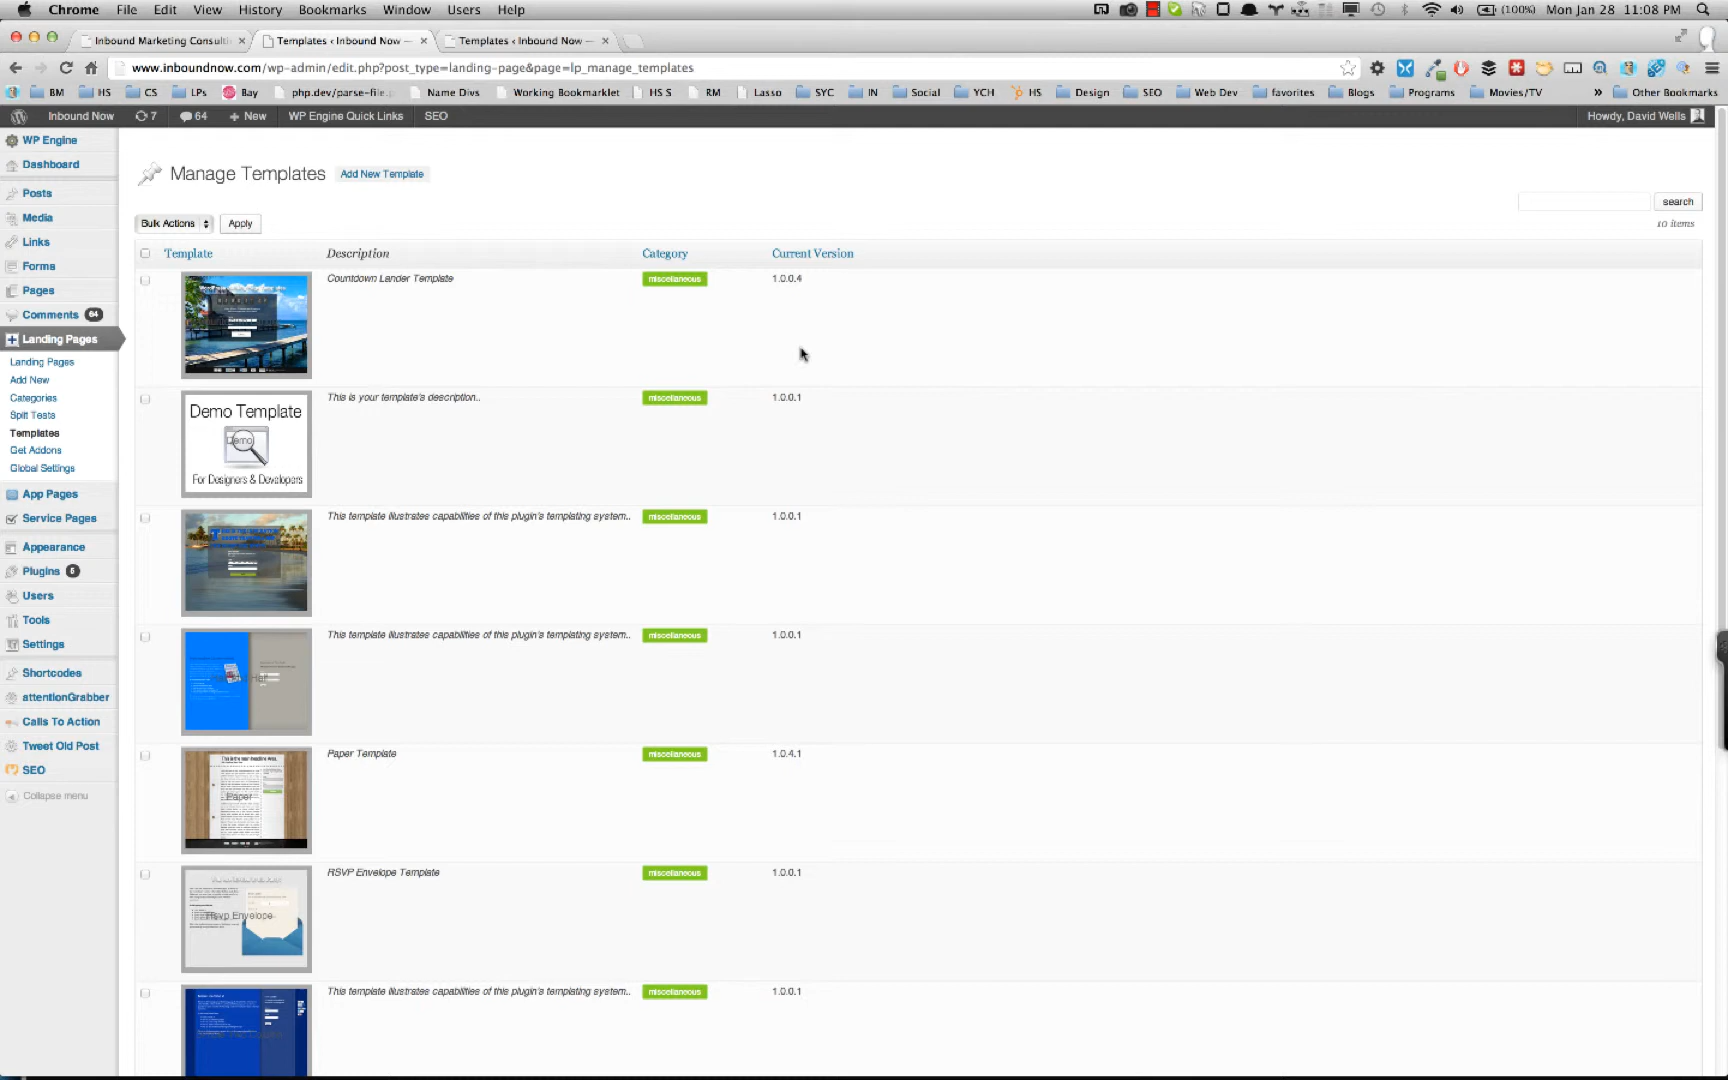 Chrome File Edit View History Bookmarks Window Users Help (100%) Mon Jan 28 11:08 PM
Inbound Marketing Consulti Templates ‹ Inbound Now — Templates ‹ Inbound Now —
www.inboundnow.com/wp-admin/edit.php?post_type=landing-page&page=lp_manage_templates
BM HS CS LPs Bay php.dev/parse-file.p Name Divs Working Bookmarklet HS S RM Lasso SYC IN Social YCH HS Design SEO Web Dev favorites Blogs Programs Movies/TV » Other Bookmarks
Inbound Now 7 64 + New WP Engine Quick Links SEO Howdy, David Wells
WP Engine
Dashboard
Posts
Media
Links
Forms
Pages
Comments 64
Landing Pages
Landing Pages
Add New
Categories
Split Tests
Templates
Get Addons
Global Settings
App Pages
Service Pages
Appearance
Plugins 6
Users
Tools
Settings
Shortcodes
attentionGrabber
Calls To Action
Tweet Old Post
SEO
Collapse menu
Manage Templates Add New Template
search
Bulk Actions Apply 10 items
Template Description Category Current Version
Countdown Lander Template miscellaneous 1.0.0.4
This is your template's description.. miscellaneous 1.0.0.1
Demo Template
Demo
For Designers & Developers
This template illustrates capabilities of this plugin's templating system.. miscellaneous 1.0.0.1
This template illustrates capabilities of this plugin's templating system.. miscellaneous 1.0.0.1
Paper Template miscellaneous 1.0.4.1
Paper
RSVP Envelope Template miscellaneous 1.0.0.1
Rsvp Envelope
This template illustrates capabilities of this plugin's templating system.. miscellaneous 1.0.0.1